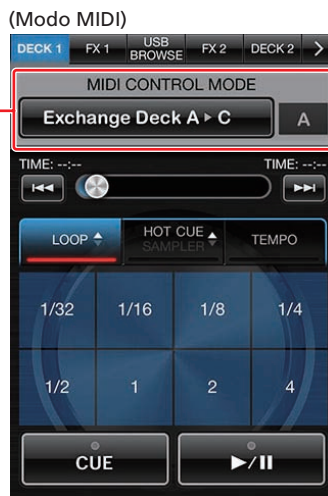 (Modo MIDI)
DECK 1 FX 1 USB BROWSE FX 2 DECK 2 >
MIDI CONTROL MODE
Exchange Deck A ▸ C A
TIME: --:-- TIME: --:--
LOOP HOT CUE TEMPO
SAMPLER
1/32 1/16 1/8 1/4
1/2 1 2 4
CUE ►/II